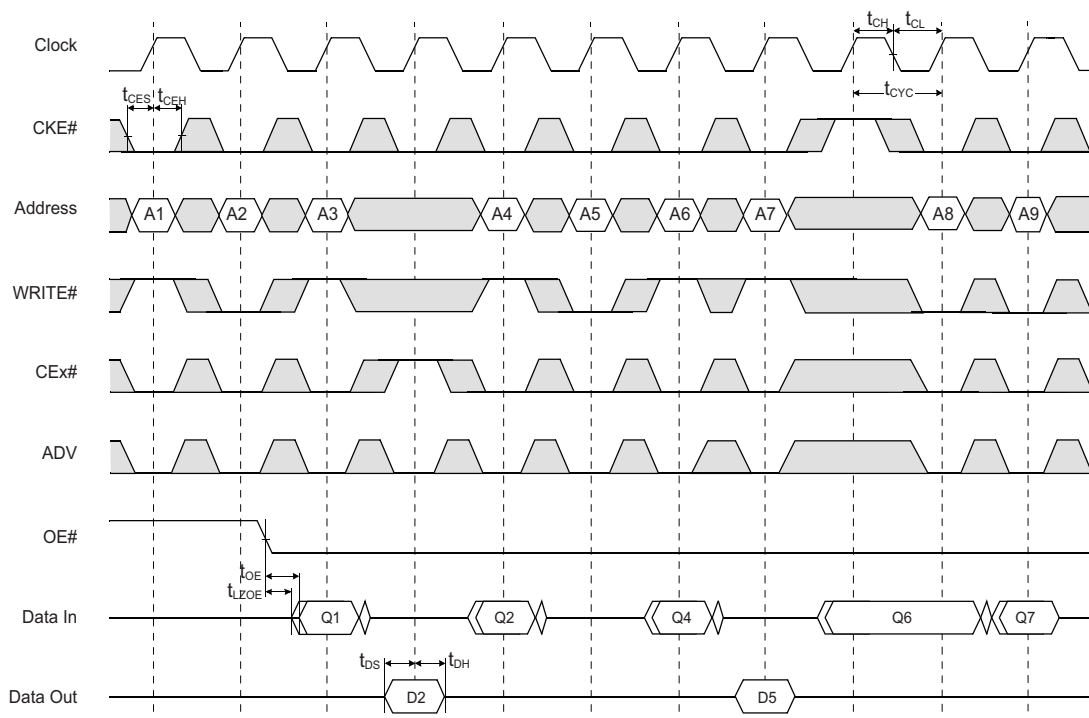 Clock
tCH
tCL
tCYC
tCES
tCEH
CKE#
Address
A1 A2 A3 A4 A5 A6 A7 A8 A9
WRITE#
CEx#
ADV
OE#
tOE
tLZOE
Data In
Q1 Q2 Q4 Q6 Q7
tDS
tDH
Data Out
D2 D5